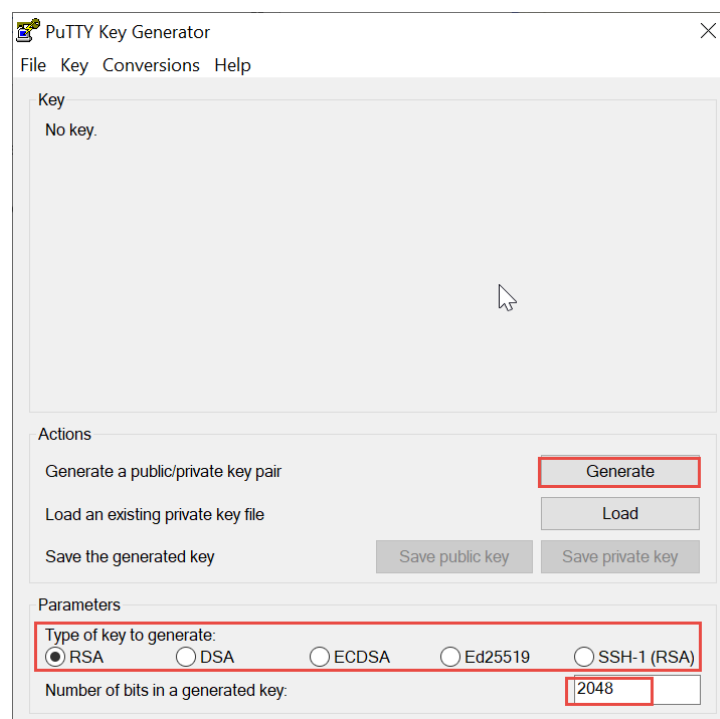 PuTTY Key Generator
File Key Conversions Help
Key
No key.
Actions
Generate a public/private key pair
Generate
Load an existing private key file
Load
Save the generated key
Save public key
Save private key
Parameters
Type of key to generate:
RSA DSA ECDSA Ed25519 SSH-1 (RSA)
Number of bits in a generated key:
2048